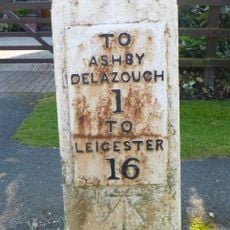 TO
ASHBY
DELAZOUCH
1
TO
LEICESTER
16